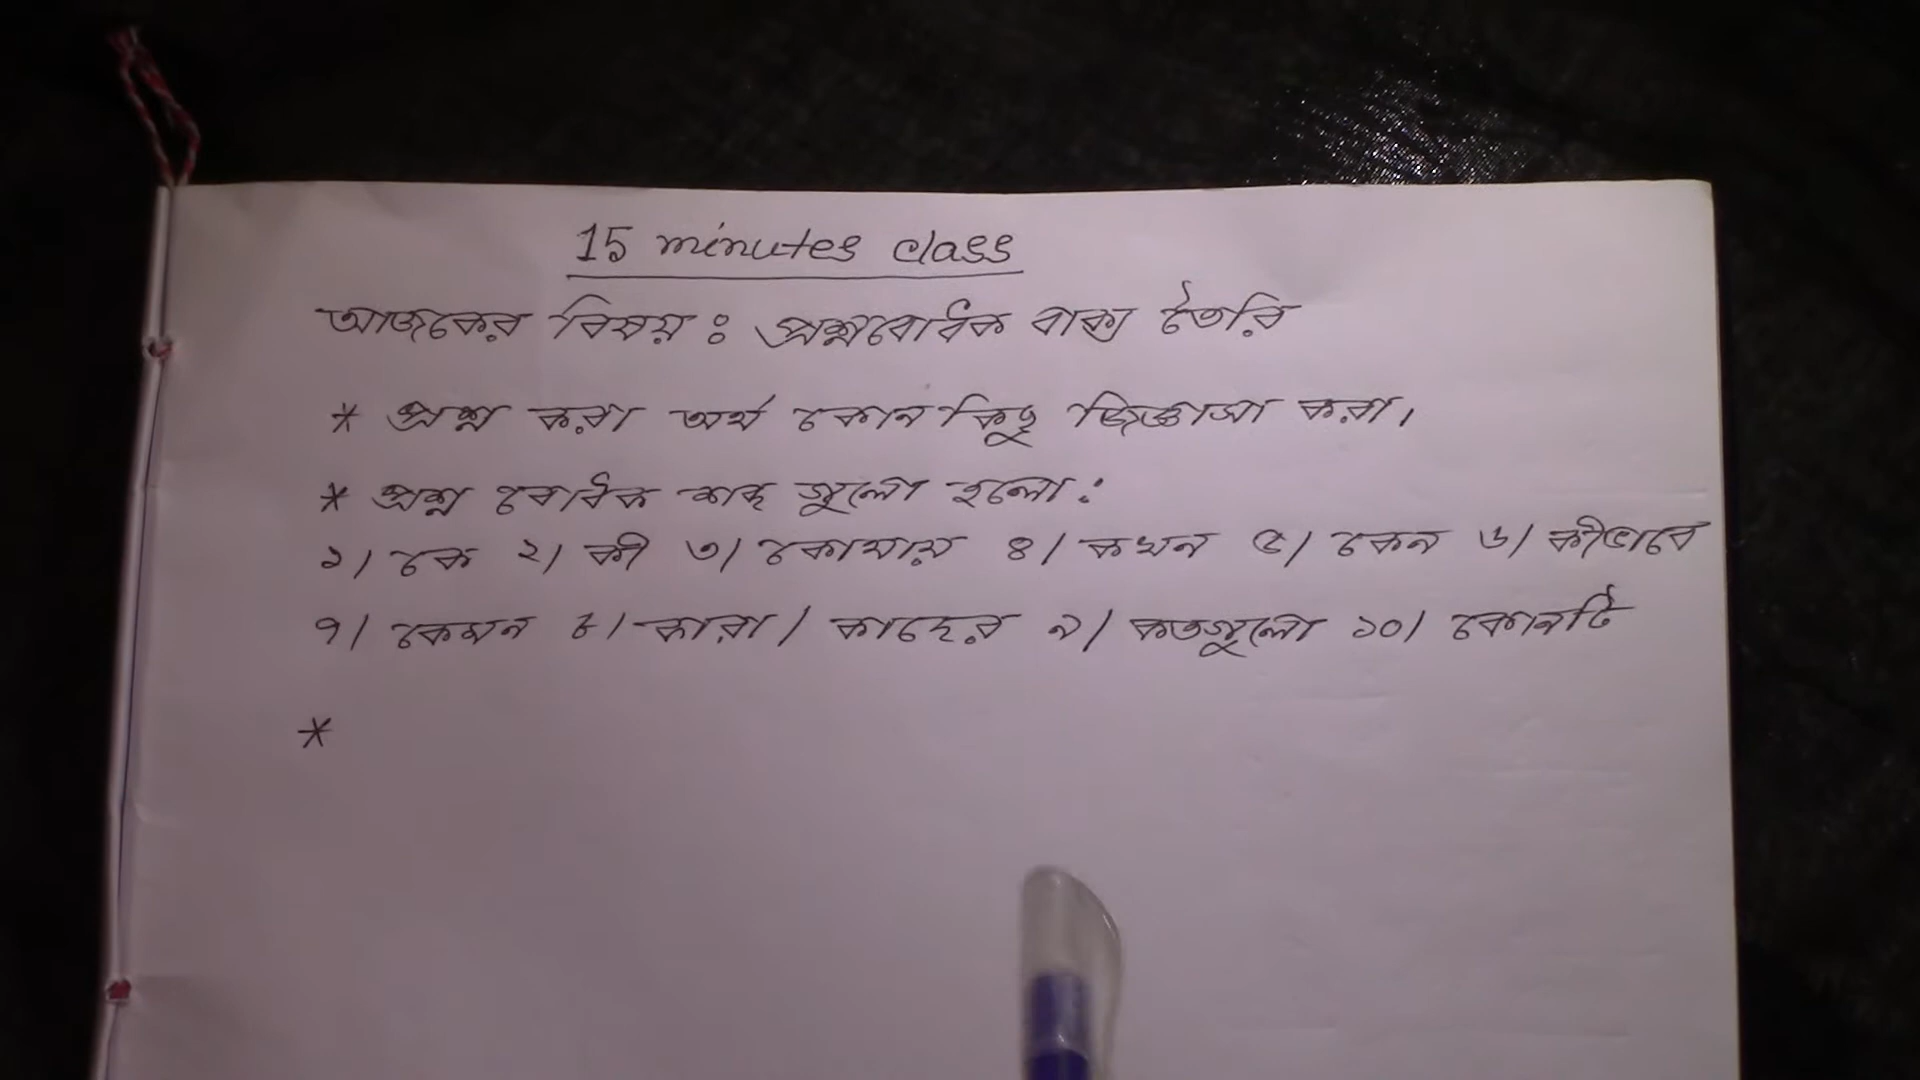 15 minutes class
আজকের বিষয় : প্রশ্নবোধক বাক্য তৈরি
* প্রশ্ন করা অর্থ কোন কিছু জিজ্ঞাসা করা।
* প্রশ্ন বোধক শব্দ গুলো হলো :
১) কে ২) কী ৩) কোথায় ৪) কখন ৫) কেন ৬) কীভাবে
৭) কেমন ৮) কারা / কাদের ৯) কতগুলো ১০) কোনটি
*